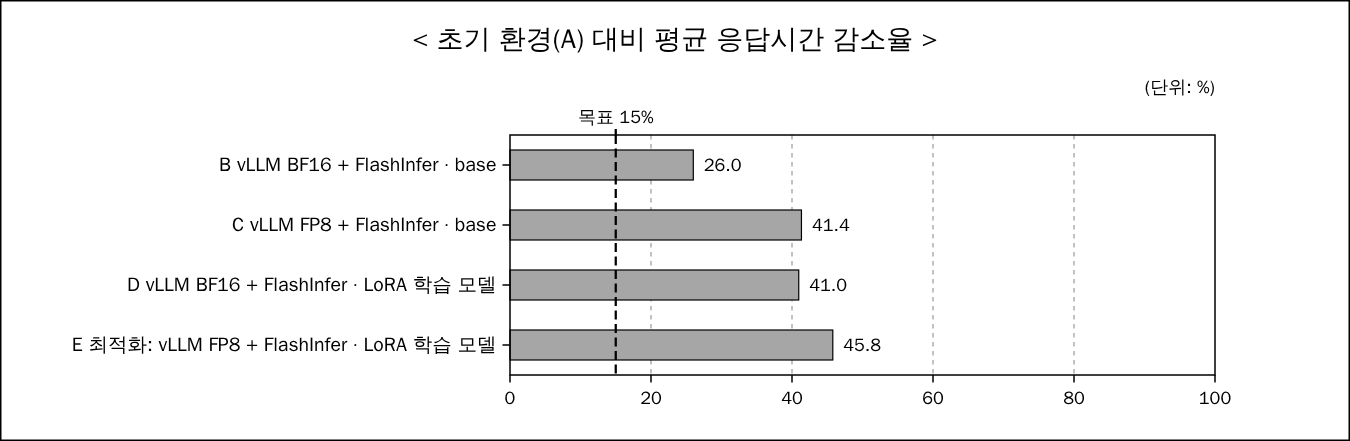 < 초기 환경(A) 대비 평균 응답시간 감소율 >
(단위: %)
목표 15%
B vLLM BF16 + FlashInfer · base 26.0
C vLLM FP8 + FlashInfer · base 41.4
D vLLM BF16 + FlashInfer · LoRA 학습 모델 41.0
E 최적화: vLLM FP8 + FlashInfer · LoRA 학습 모델 45.8
0 20 40 60 80 100